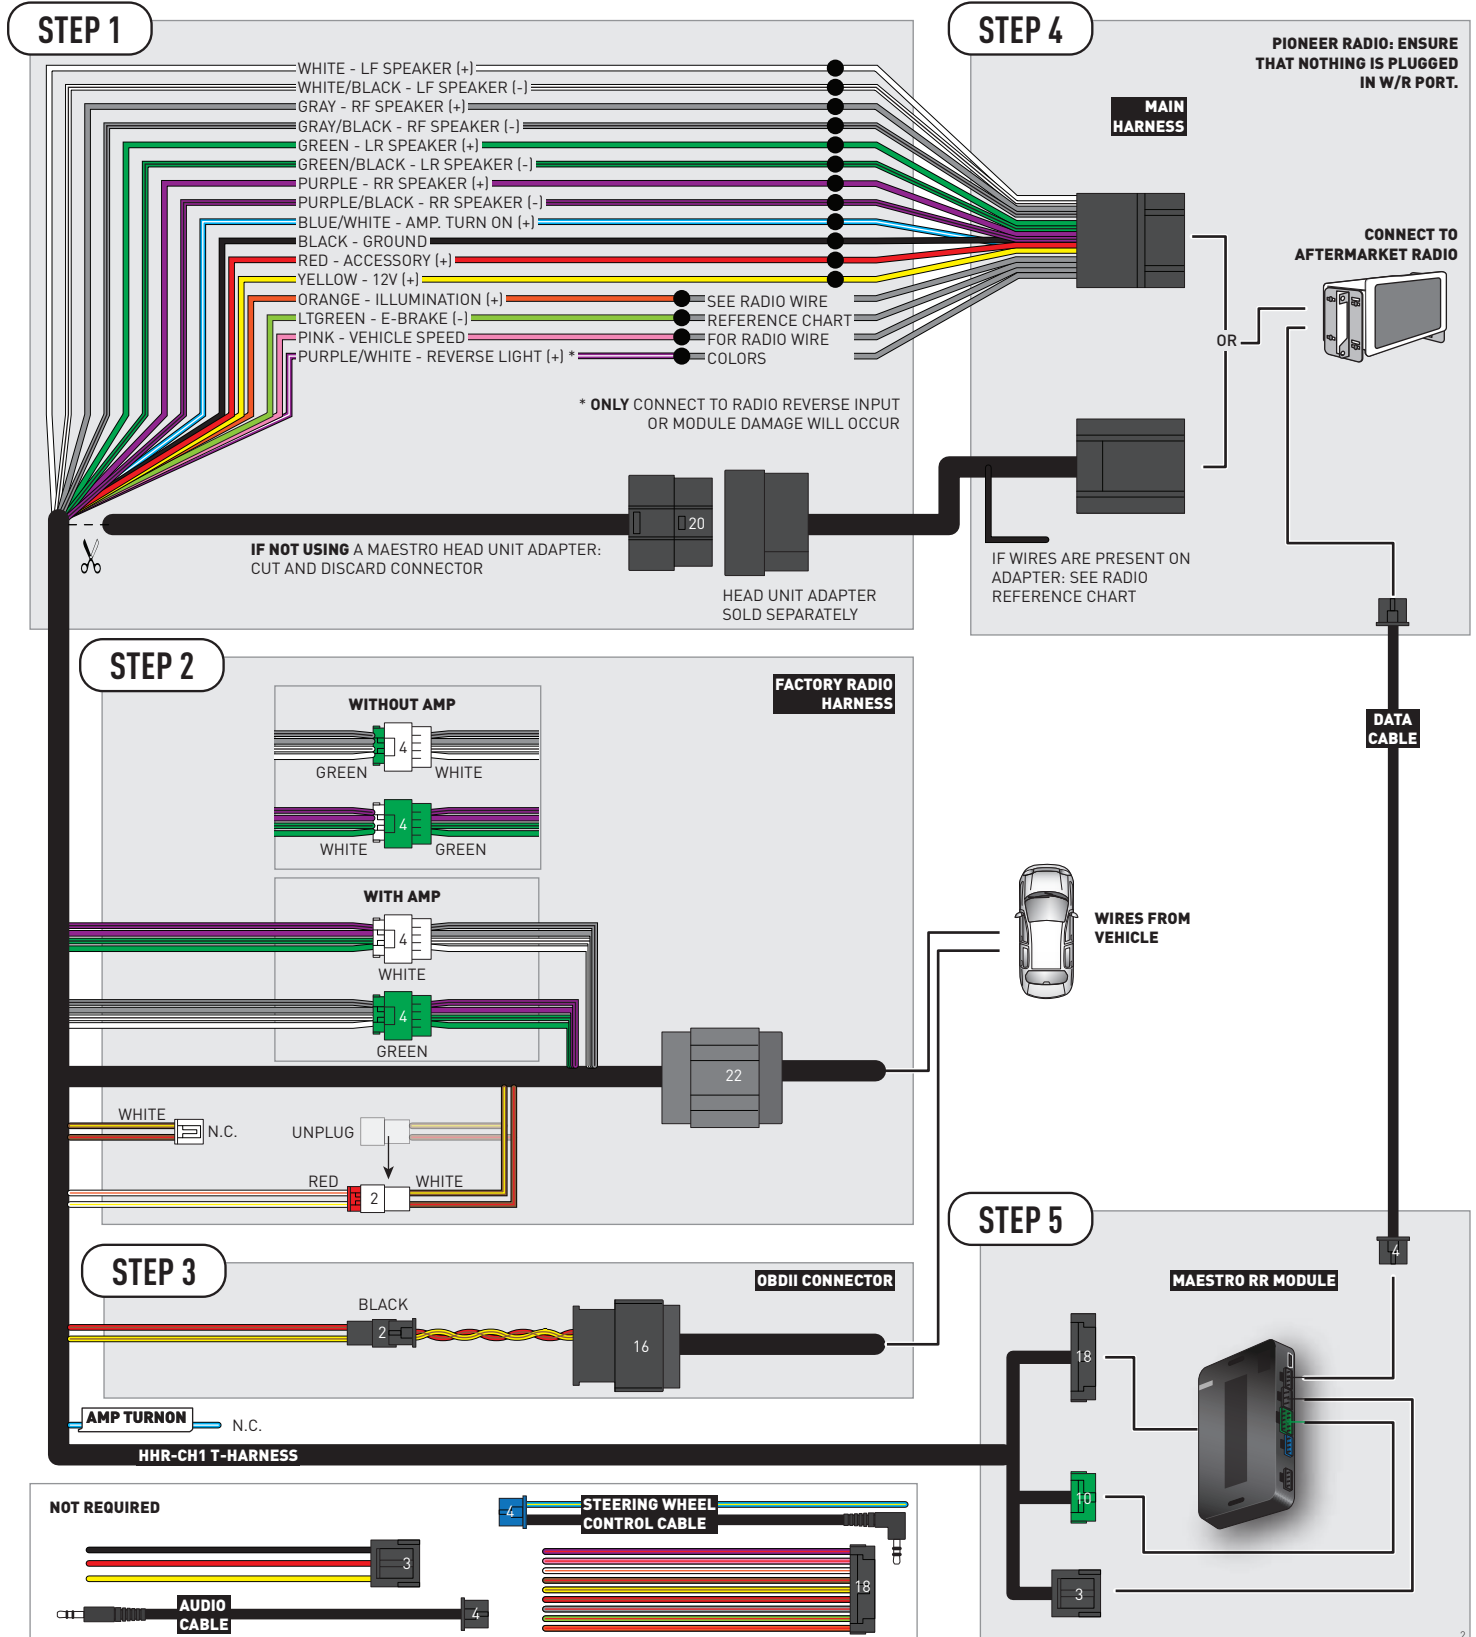 STEP 1
WHITE - LF SPEAKER (+)
WHITE/BLACK - LF SPEAKER (-)
GRAY - RF SPEAKER (+)
GRAY/BLACK - RF SPEAKER (-)
GREEN - LR SPEAKER (+)
GREEN/BLACK - LR SPEAKER (-)
PURPLE - RR SPEAKER (+)
PURPLE/BLACK - RR SPEAKER (-)
BLUE/WHITE - AMP. TURN ON (+)
BLACK - GROUND
RED - ACCESSORY (+)
YELLOW - 12V (+)
ORANGE - ILLUMINATION (+)
LTGREEN - E-BRAKE (-)
PINK - VEHICLE SPEED
PURPLE/WHITE - REVERSE LIGHT (+) *
SEE RADIO WIRE
REFERENCE CHART
FOR RADIO WIRE
COLORS
* ONLY CONNECT TO RADIO REVERSE INPUT
OR MODULE DAMAGE WILL OCCUR
20
IF NOT USING A MAESTRO HEAD UNIT ADAPTER:
CUT AND DISCARD CONNECTOR
HEAD UNIT ADAPTER
SOLD SEPARATELY
STEP 4
PIONEER RADIO: ENSURE
THAT NOTHING IS PLUGGED
IN W/R PORT.
MAIN
HARNESS
CONNECT TO
AFTERMARKET RADIO
OR
IF WIRES ARE PRESENT ON
ADAPTER: SEE RADIO
REFERENCE CHART
DATA
CABLE
4
STEP 2
FACTORY RADIO
HARNESS
WITHOUT AMP
4
GREEN
WHITE
4
WHITE
GREEN
WITH AMP
4
WHITE
4
GREEN
22
WIRES FROM
VEHICLE
WHITE
N.C.
UNPLUG
RED
2
WHITE
STEP 3
OBDII CONNECTOR
BLACK
2
16
AMP TURNON
N.C.
HHR-CH1 T-HARNESS
STEP 5
MAESTRO RR MODULE
18
10
3
NOT REQUIRED
3
AUDIO
CABLE
4
4
STEERING WHEEL
CONTROL CABLE
18
2